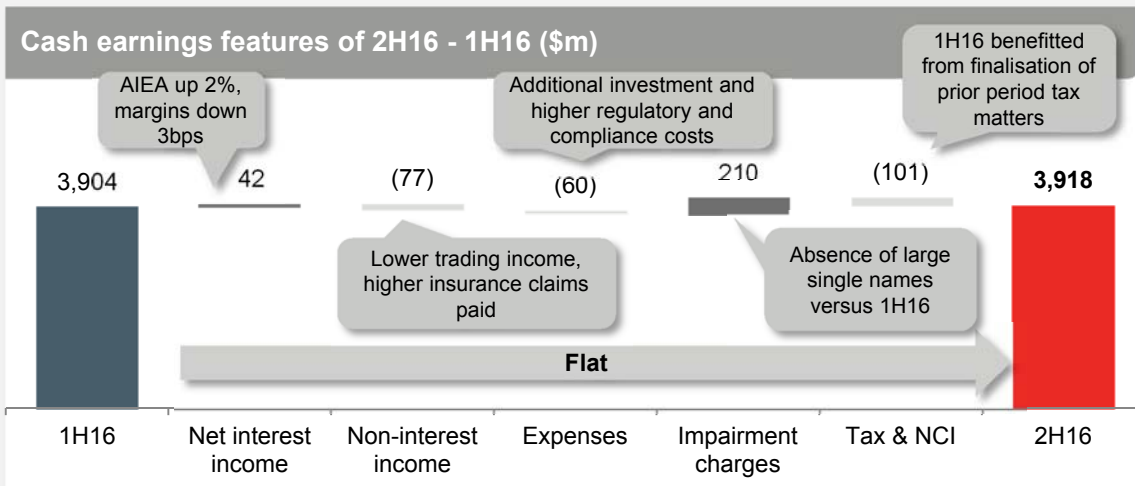 Cash earnings features of 2H16 - 1H16 ($m)
AIEA up 2%,
margins down
3bps
Additional investment and
higher regulatory and
compliance costs
1H16 benefitted
from finalisation of
prior period tax
matters
3,904
42
(77)
(60)
210
(101)
3,918
Lower trading income,
higher insurance claims
paid
Absence of large
single names
versus 1H16
Flat
1H16
Net interest
income
Non-interest
income
Expenses
Impairment
charges
Tax & NCI
2H16